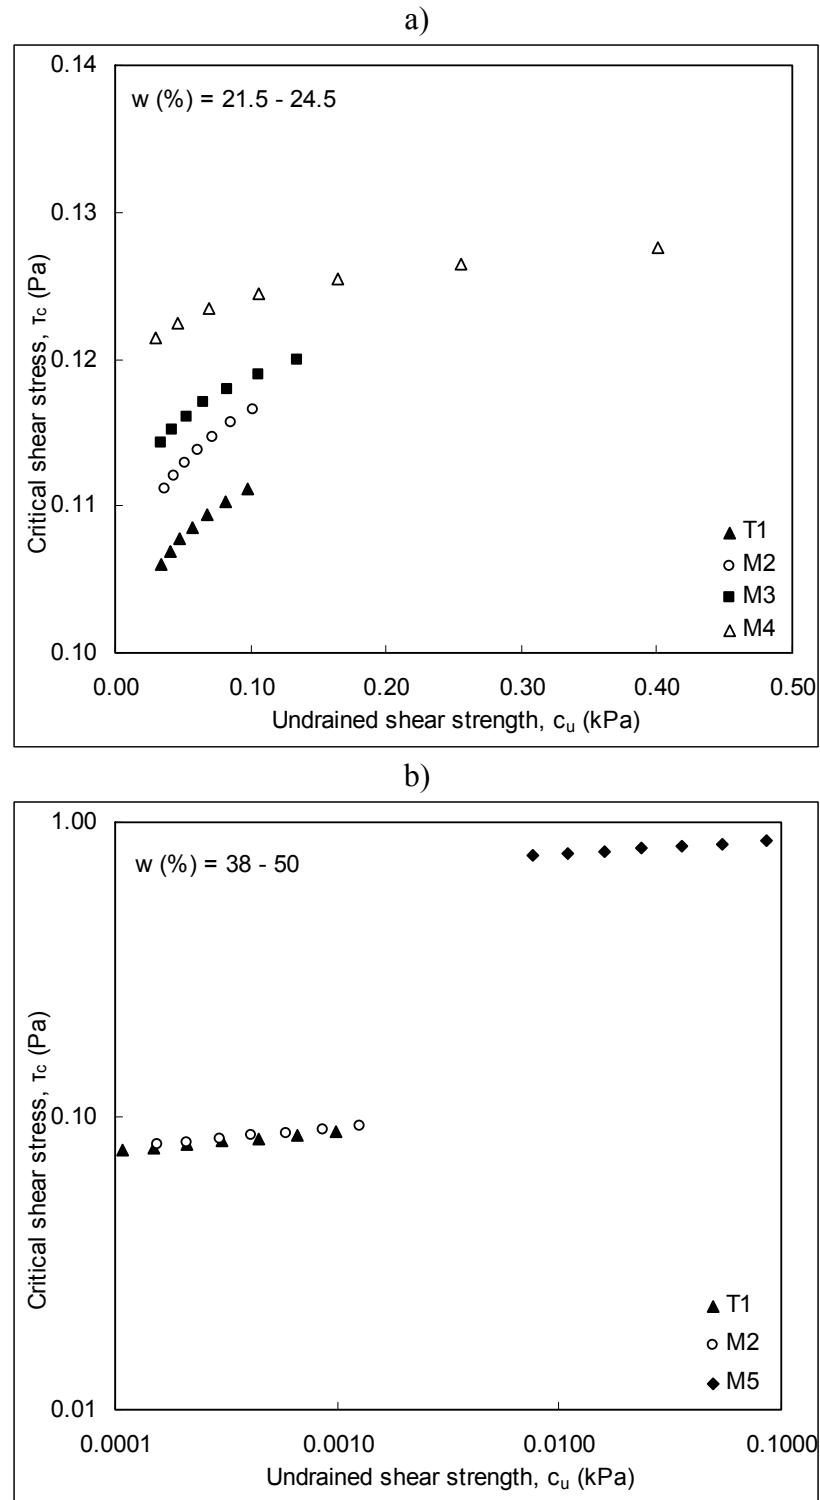 a)
0.14
w (%) = 21.5 - 24.5
0.13
0.12
0.11
0.10
Critical shear stress, τc (Pa)
T1
M2
M3
M4
0.00 0.10 0.20 0.30 0.40 0.50
Undrained shear strength, cu (kPa)
b)
1.00
w (%) = 38 - 50
0.10
0.01
Critical shear stress, τc (Pa)
T1
M2
M5
0.0001 0.0010 0.0100 0.1000
Undrained shear strength, cu (kPa)